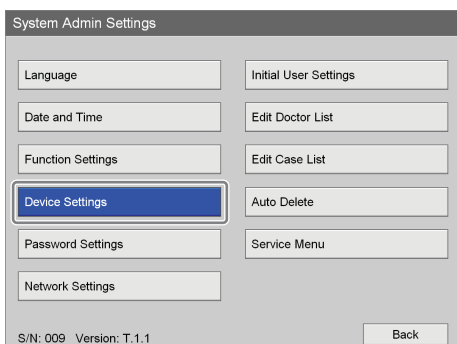 System Admin Settings
Language
Initial User Settings
Date and Time
Edit Doctor List
Function Settings
Edit Case List
Device Settings
Auto Delete
Password Settings
Service Menu
Network Settings
S/N: 009 Version: T.1.1
Back